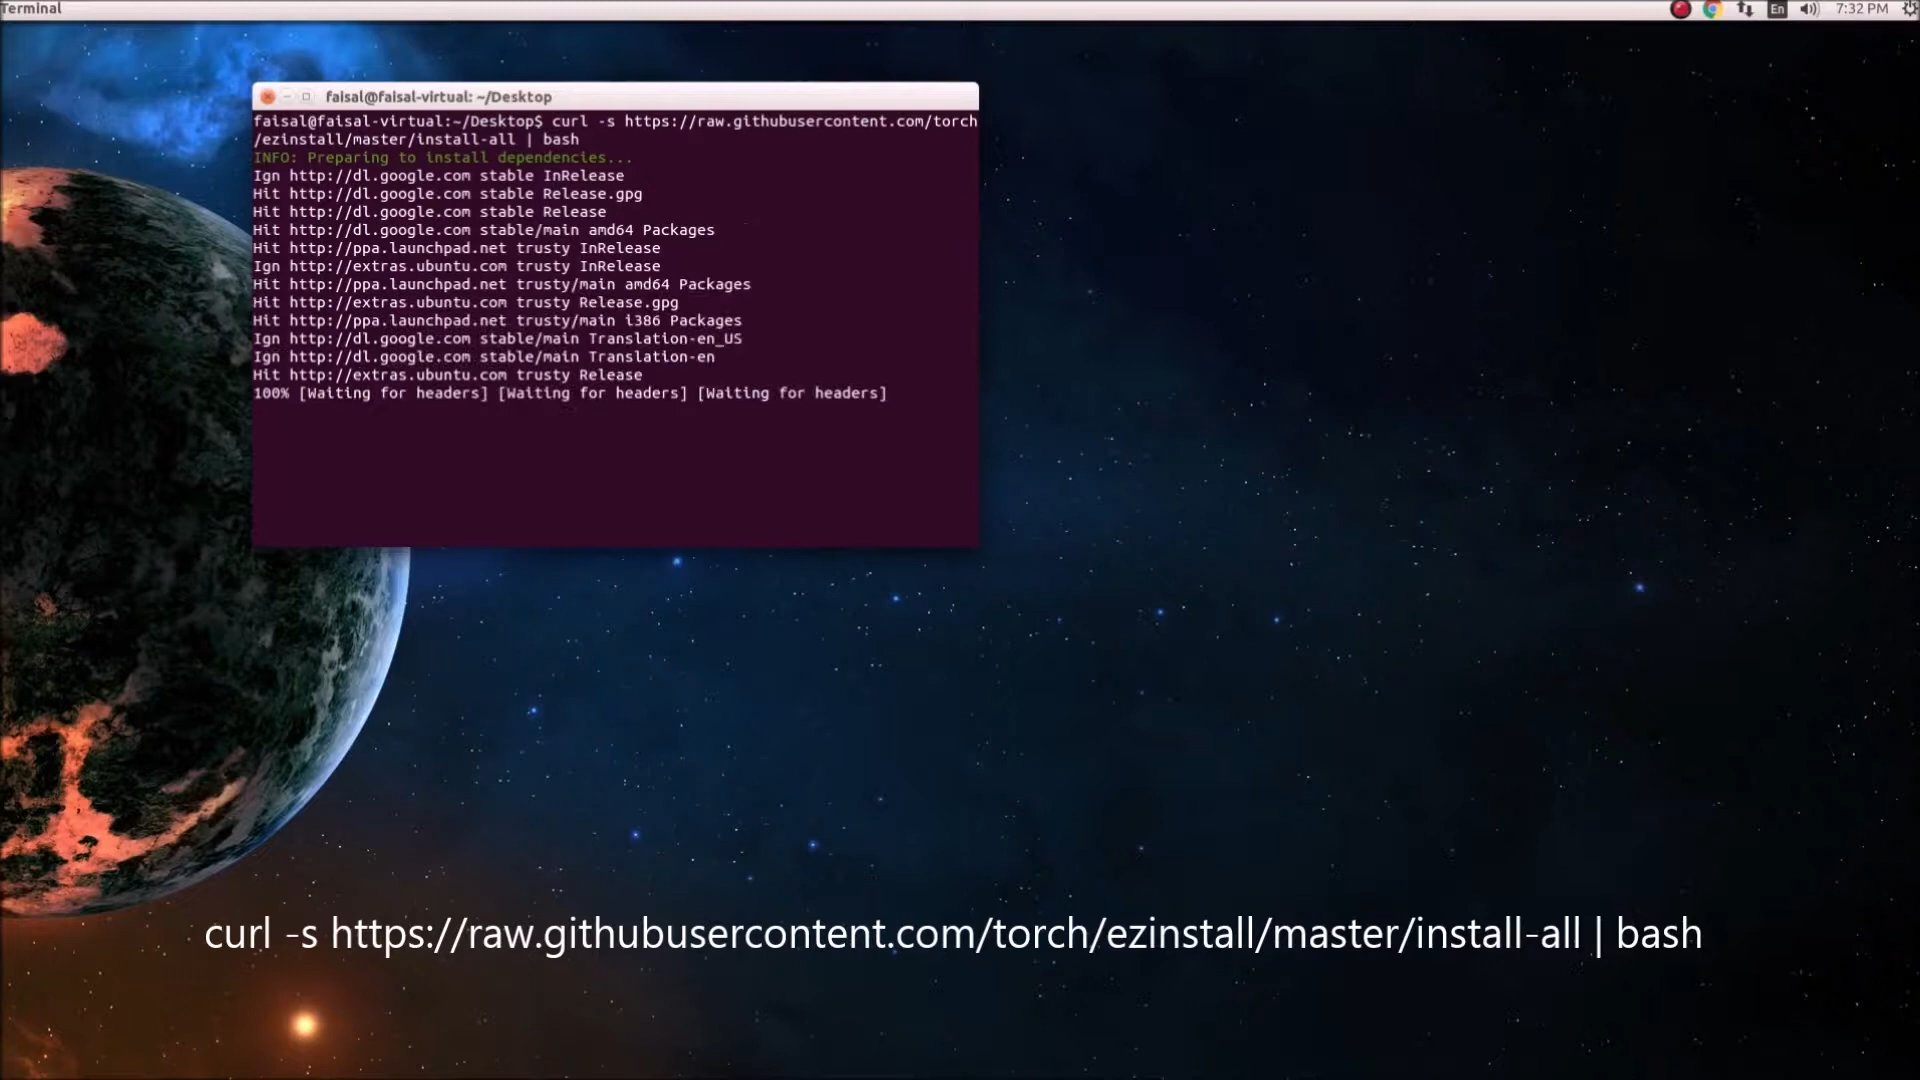 Terminal
En
7:32 PM
faisal@faisal-virtual: ~/Desktop
faisal@faisal-virtual:~/Desktop$ curl -s https://raw.githubusercontent.com/torch
/ezinstall/master/install-all | bash
INFO: Preparing to install dependencies...
Ign http://dl.google.com stable InRelease
Hit http://dl.google.com stable Release.gpg
Hit http://dl.google.com stable Release
Hit http://dl.google.com stable/main amd64 Packages
Hit http://ppa.launchpad.net trusty InRelease
Ign http://extras.ubuntu.com trusty InRelease
Hit http://ppa.launchpad.net trusty/main amd64 Packages
Hit http://extras.ubuntu.com trusty Release.gpg
Hit http://ppa.launchpad.net trusty/main i386 Packages
Ign http://dl.google.com stable/main Translation-en_US
Ign http://dl.google.com stable/main Translation-en
Hit http://extras.ubuntu.com trusty Release
100% [Waiting for headers] [Waiting for headers] [Waiting for headers]
curl -s https://raw.githubusercontent.com/torch/ezinstall/master/install-all | bash